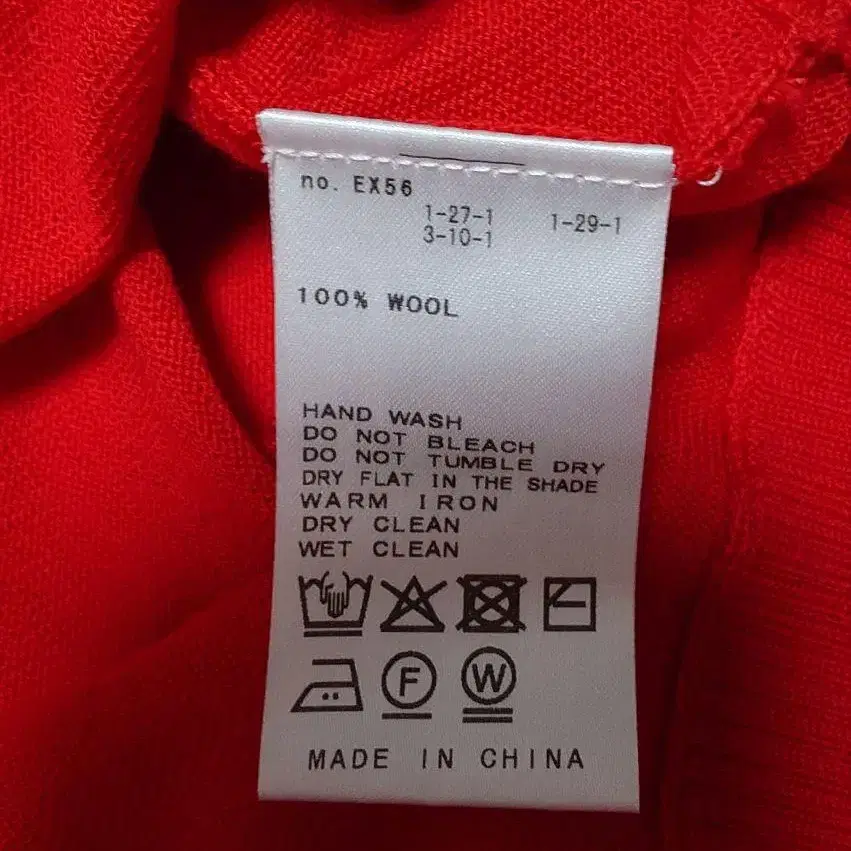 no. EX56
1-27-1 1-29-1
3-10-1
100% WOOL
HAND WASH
DO NOT BLEACH
DO NOT TUMBLE DRY
DRY FLAT IN THE SHADE
WARM IRON
DRY CLEAN
WET CLEAN
F W
MADE IN CHINA